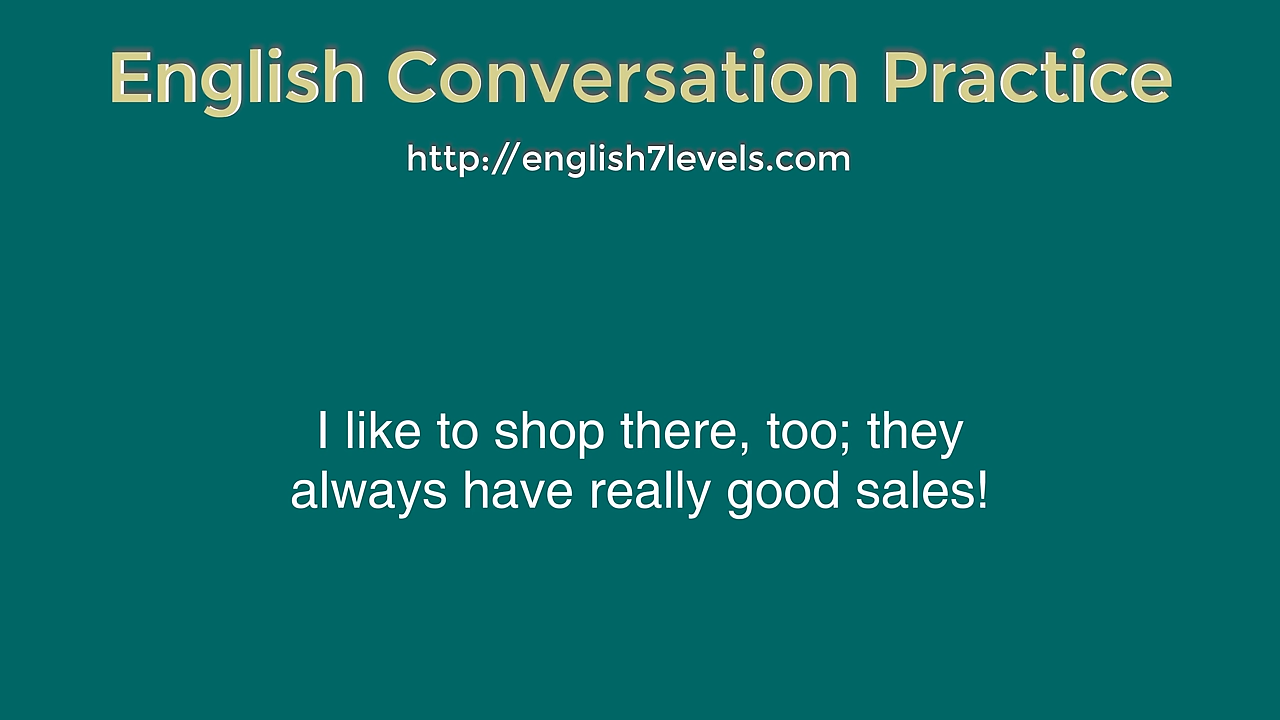 English Conversation Practice
http://english7levels.com
I like to shop there, too; they
always have really good sales!